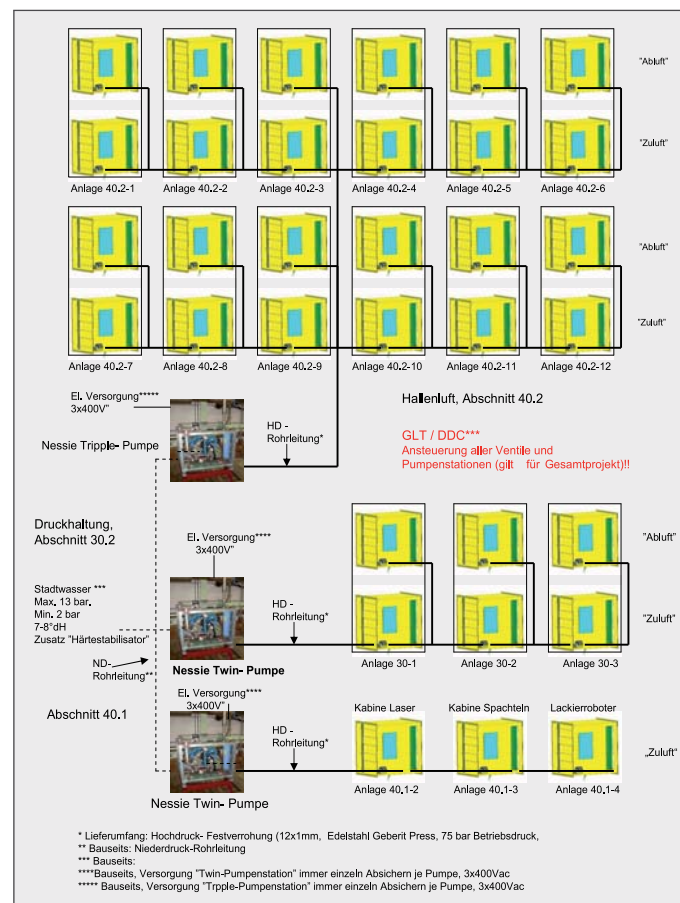 "Abluft"
"Zuluft"
Anlage 40.2-1 Anlage 40.2-2 Anlage 40.2-3 Anlage 40.2-4 Anlage 40.2-5 Anlage 40.2-6
"Abluft"
"Zuluft"
Anlage 40.2-7 Anlage 40.2-8 Anlage 40.2-9 Anlage 40.2-10 Anlage 40.2-11 Anlage 40.2-12
El. Versorgung*****
3x400V"
Hallenluft, Abschnitt 40.2
Nessie Tripple- Pumpe
HD -
Rohrleitung*
GLT / DDC***
Ansteuerung aller Ventile und
Pumpenstationen (gilt für Gesamtprojekt)!!
Druckhaltung,
Abschnitt 30.2
El. Versorgung****
3x400V"
"Abluft"
Stadtwasser ***
Max. 13 bar.
Min. 2 bar
7-8°dH
Zusatz "Härtestabilisator"
HD -
Rohrleitung*
"Zuluft"
Nessie Twin- Pumpe
Anlage 30-1 Anlage 30-2 Anlage 30-3
ND-
Rohrleitung**
El. Versorgung****
3x400V"
Abschnitt 40.1
HD -
Rohrleitung*
Kabine Laser Kabine Spachteln Lackierroboter
„Zuluft"
Nessie Twin- Pumpe
Anlage 40.1-2 Anlage 40.1-3 Anlage 40.1-4
* Lieferumfang: Hochdruck- Festverrohung (12x1mm, Edelstahl Geberit Press, 75 bar Betriebsdruck,
** Bauseits: Niederdruck-Rohrleitung
*** Bauseits:
****Bauseits, Versorgung "Twin-Pumpenstation" immer einzeln Absichern je Pumpe, 3x400Vac
***** Bauseits, Versorgung "Trpple-Pumpenstation" immer einzeln Absichern je Pumpe, 3x400Vac